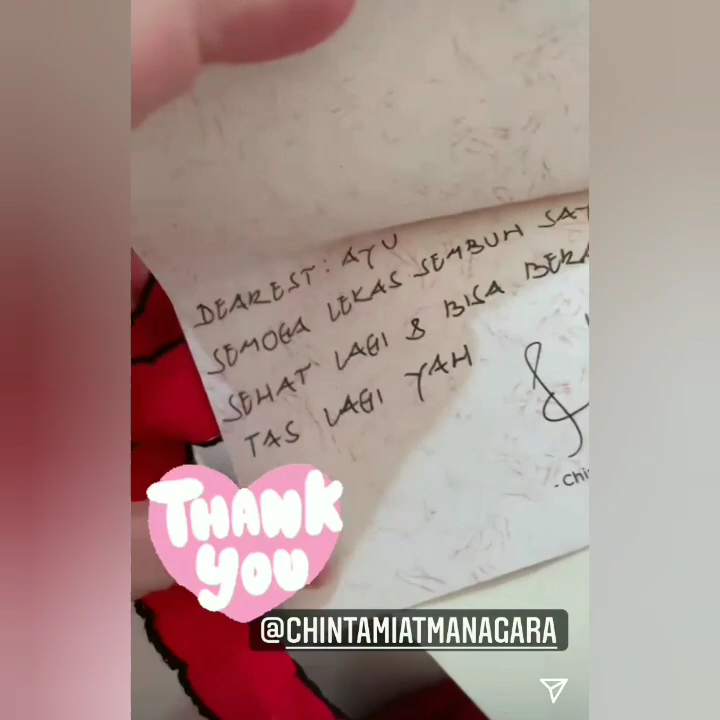 DEAREST: AYU
SEMOGA LEKAS SEMBUH
SEHAT LAGI & BISA
TAS LAGI YAH
THANK
YOU
@CHINTAMIATMANAGARA